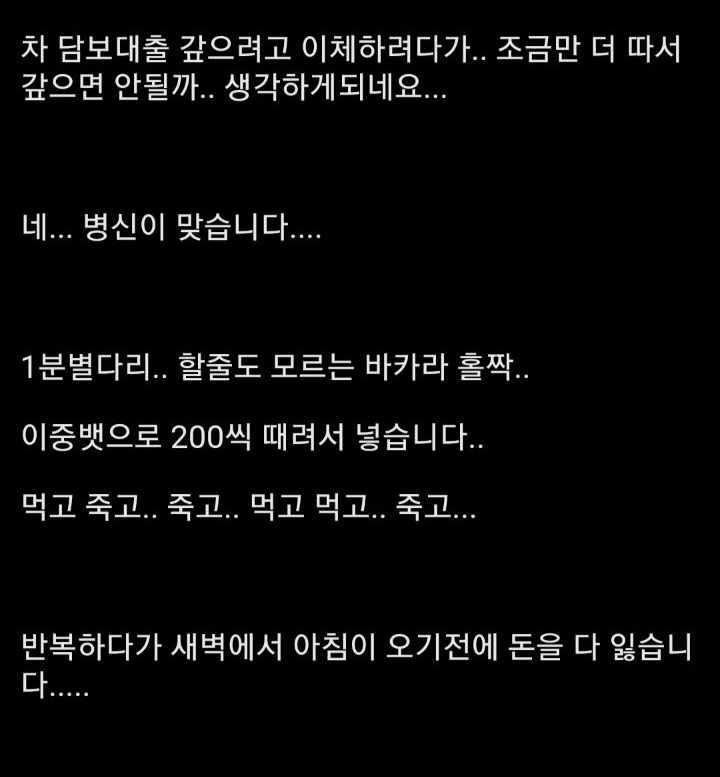 차 담보대출 갚으려고 이체하려다가.. 조금만 더 따서
갚으면 안될까.. 생각하게되네요...
네... 병신이 맞습니다....
1분별다리.. 할줄도 모르는 바카라 홀짝..
이중뱃으로 200씩 때려서 넣습니다..
먹고 죽고.. 죽고.. 먹고 먹고.. 죽고...
반복하다가 새벽에서 아침이 오기전에 돈을 다 잃습니
다.....